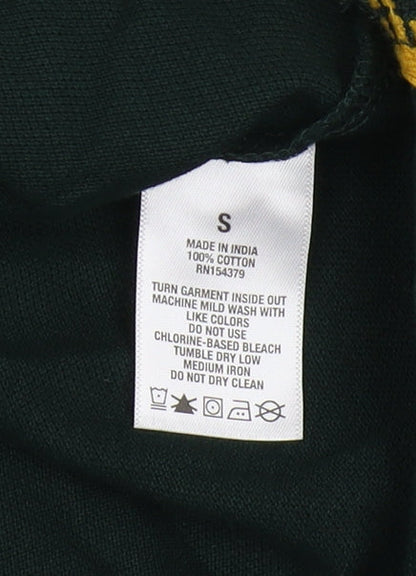 S
MADE IN INDIA
100% COTTON
RN154379
TURN GARMENT INSIDE OUT
MACHINE MILD WASH WITH
LIKE COLORS
DO NOT USE
CHLORINE-BASED BLEACH
TUMBLE DRY LOW
MEDIUM IRON
DO NOT DRY CLEAN